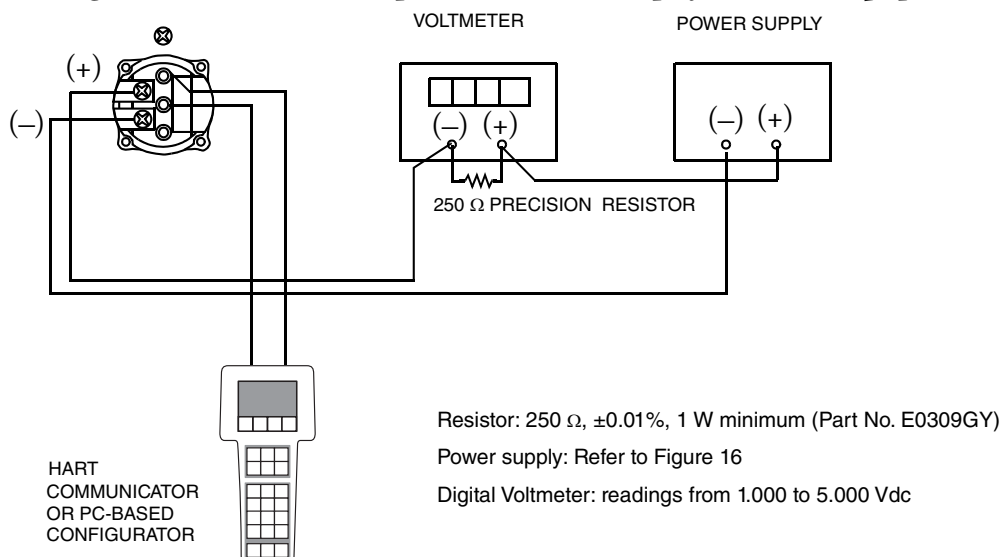 VOLTMETER
POWER SUPPLY
(+)
(–)
(–) (+)
(–) (+)
250 Ω PRECISION RESISTOR
Resistor: 250 Ω, ±0.01%, 1 W minimum (Part No. E0309GY)
Power supply: Refer to Figure 16
Digital Voltmeter: readings from 1.000 to 5.000 Vdc
HART
COMMUNICATOR
OR PC-BASED
CONFIGURATOR